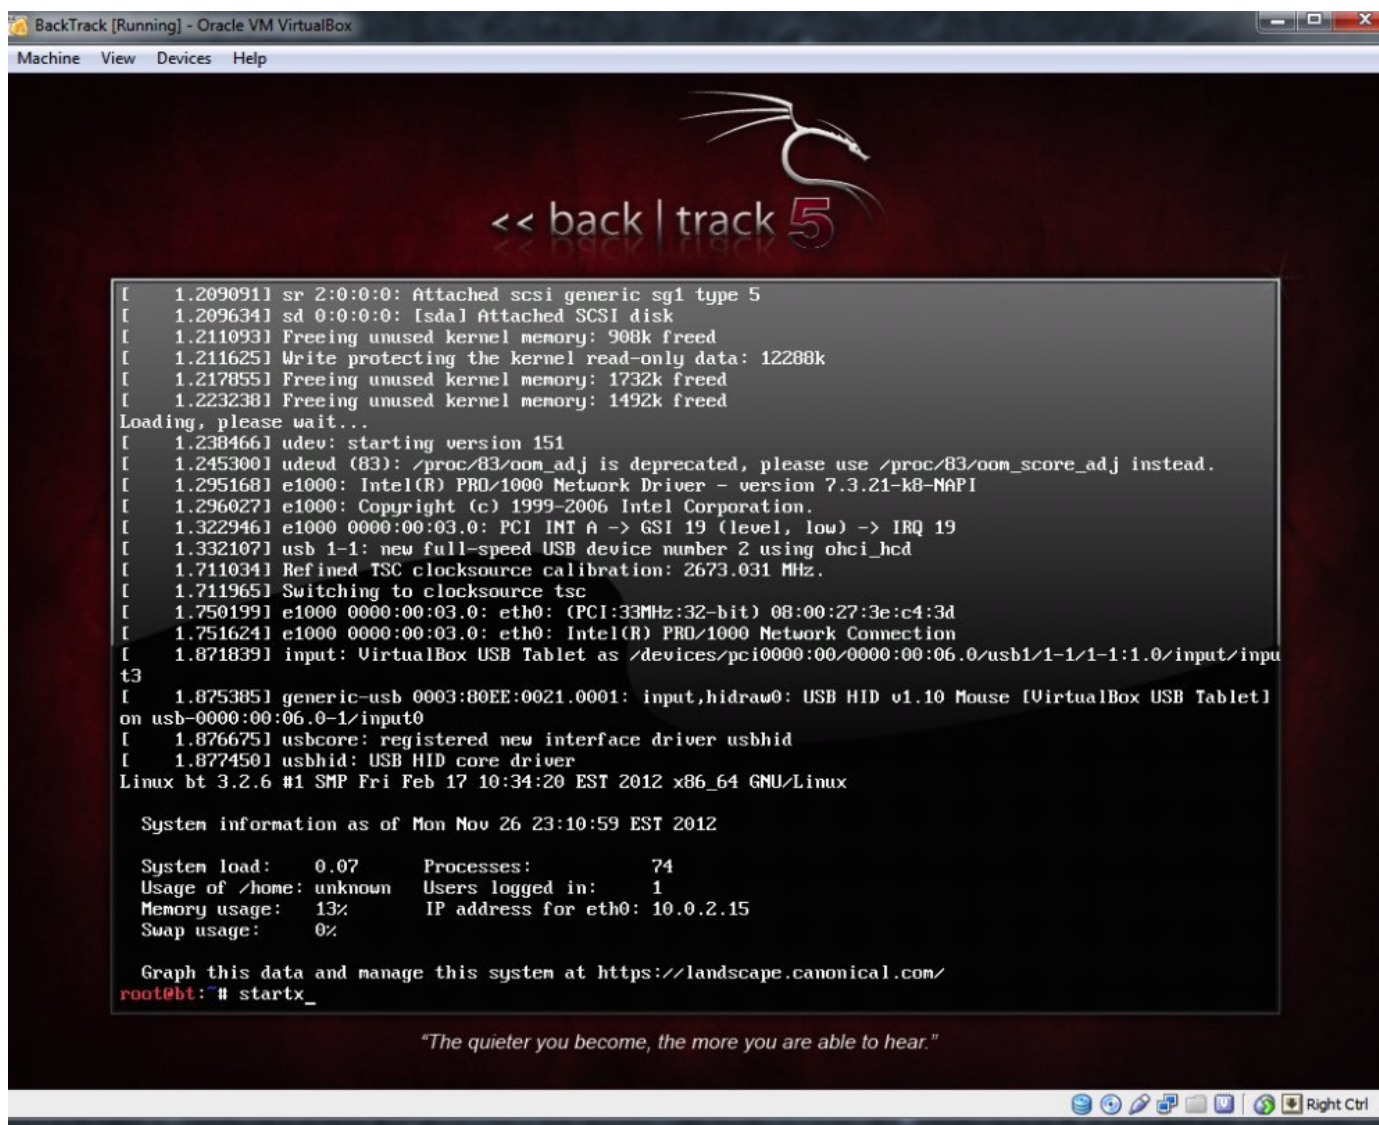 BackTrack [Running] - Oracle VM VirtualBox
Machine View Devices Help
<< back | track 5
[    1.209091] sr 2:0:0:0: Attached scsi generic sg1 type 5
[    1.209634] sd 0:0:0:0: [sda] Attached SCSI disk
[    1.211093] Freeing unused kernel memory: 908k freed
[    1.211625] Write protecting the kernel read-only data: 12288k
[    1.217855] Freeing unused kernel memory: 1732k freed
[    1.223238] Freeing unused kernel memory: 1492k freed
Loading, please wait...
[    1.238466] udev: starting version 151
[    1.245300] udevd (83): /proc/83/oom_adj is deprecated, please use /proc/83/oom_score_adj instead.
[    1.295168] e1000: Intel(R) PRO/1000 Network Driver - version 7.3.21-k8-NAPI
[    1.296027] e1000: Copyright (c) 1999-2006 Intel Corporation.
[    1.322946] e1000 0000:00:03.0: PCI INT A -> GSI 19 (level, low) -> IRQ 19
[    1.332107] usb 1-1: new full-speed USB device number 2 using ohci_hcd
[    1.711034] Refined TSC clocksource calibration: 2673.031 MHz.
[    1.711965] Switching to clocksource tsc
[    1.750199] e1000 0000:00:03.0: eth0: (PCI:33MHz:32-bit) 08:00:27:3e:c4:3d
[    1.751624] e1000 0000:00:03.0: eth0: Intel(R) PRO/1000 Network Connection
[    1.871839] input: VirtualBox USB Tablet as /devices/pci0000:00/0000:00:06.0/usb1/1-1/1-1:1.0/input/inpu
t3
[    1.875385] generic-usb 0003:80EE:0021.0001: input,hidraw0: USB HID v1.10 Mouse [VirtualBox USB Tablet]
on usb-0000:00:06.0-1/input0
[    1.876675] usbcore: registered new interface driver usbhid
[    1.877450] usbhid: USB HID core driver
Linux bt 3.2.6 #1 SMP Fri Feb 17 10:34:20 EST 2012 x86_64 GNU/Linux
System information as of Mon Nov 26 23:10:59 EST 2012
System load: 0.07 Processes: 74
Usage of /home: unknown Users logged in: 1
Memory usage: 13% IP address for eth0: 10.0.2.15
Swap usage: 0%
Graph this data and manage this system at https://landscape.canonical.com/
root@bt:~# startx_
“The quieter you become, the more you are able to hear.”
Right Ctrl